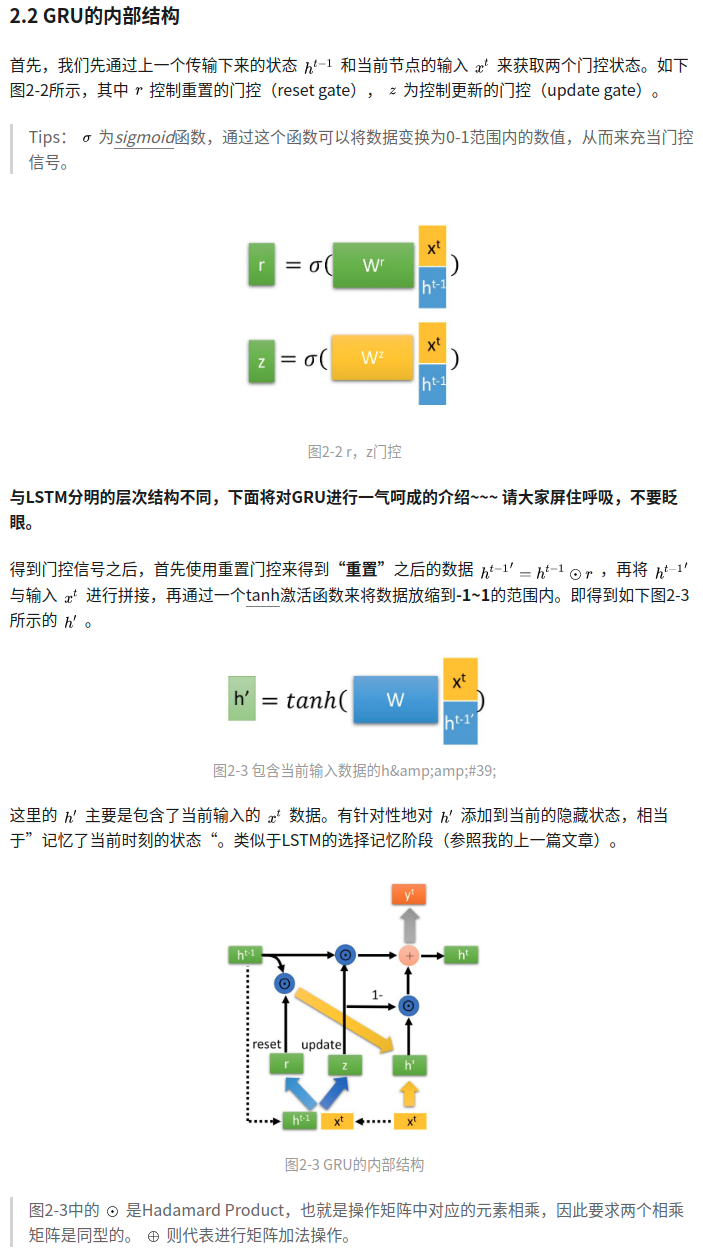 2.2 GRU的内部结构
首先，我们先通过上一个传输下来的状态 h^{t-1} 和当前节点的输入 x^t 来获取两个门控状态。如下
图2-2所示，其中 r 控制重置的门控（reset gate）， z 为控制更新的门控（update gate）。
Tips： σ 为sigmoid函数，通过这个函数可以将数据变换为0-1范围内的数值，从而来充当门控
信号。
r = σ( W^r x^t h^{t-1} )
z = σ( W^z x^t h^{t-1} )
图2-2 r，z门控
与LSTM分明的层次结构不同，下面将对GRU进行一气呵成的介绍~~~ 请大家屏住呼吸，不要眨
眼。
得到门控信号之后，首先使用重置门控来得到“重置”之后的数据 h^{t-1}' = h^{t-1} ⊙ r ，再将 h^{t-1}'
与输入 x^t 进行拼接，再通过一个tanh激活函数来将数据放缩到-1~1的范围内。即得到如下图2-3
所示的 h' 。
h' = tanh( W x^t h^{t-1'} )
图2-3 包含当前输入数据的h&amp;amp;#39;
这里的 h' 主要是包含了当前输入的 x^t 数据。有针对性地对 h' 添加到当前的隐藏状态，相当
于”记忆了当前时刻的状态“。类似于LSTM的选择记忆阶段（参照我的上一篇文章）。
y^t
h^{t-1} ⊙ + h^t
⊙ 1- ⊙
reset update
r z h'
h^{t-1} x^t x^t
图2-3 GRU的内部结构
图2-3中的 ⊙ 是Hadamard Product，也就是操作矩阵中对应的元素相乘，因此要求两个相乘
矩阵是同型的。 ⊕ 则代表进行矩阵加法操作。